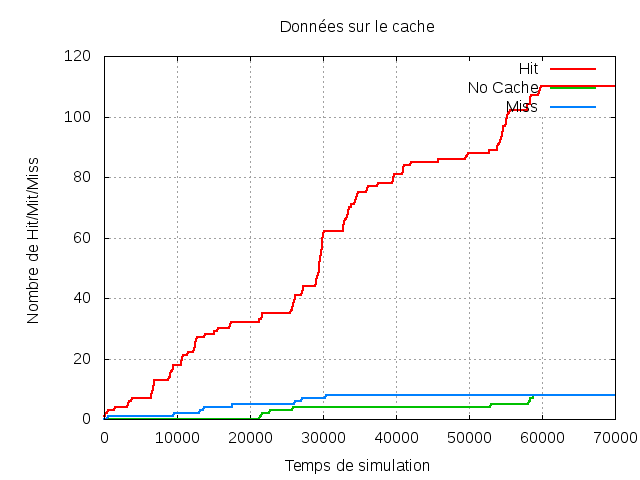 Données sur le cache
120
100
80
60
40
20
0
Nombre de Hit/Mit/Miss
Hit
No Cache
Miss
0 10000 20000 30000 40000 50000 60000 70000
Temps de simulation